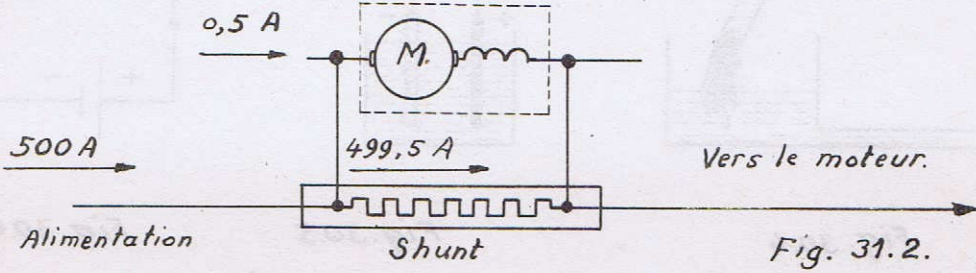 0,5 A
M.
500 A
499,5 A
Vers le moteur.
Alimentation
Shunt
Fig. 31.2.